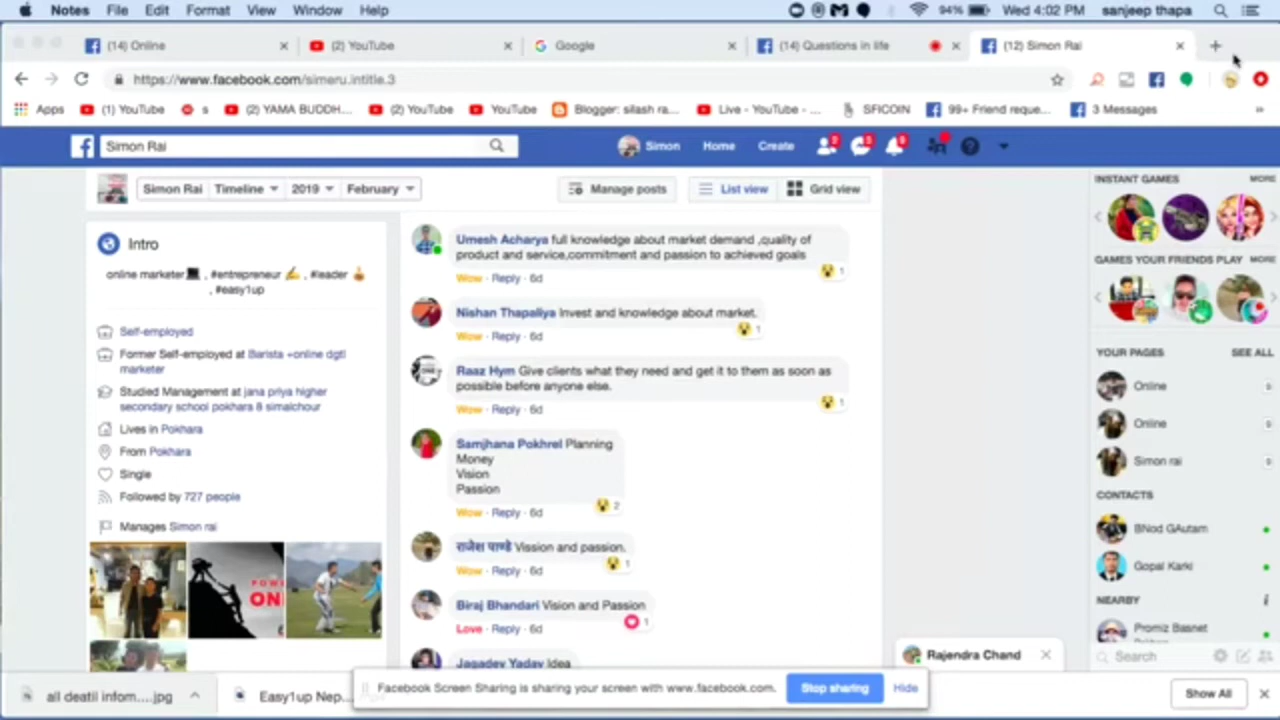 Notes File Edit Format View Window Help 94% Wed 4:02 PM sanjeep thapa
(14) Online (2) YouTube Google (14) Questions in life (12) Simon Rai
https://www.facebook.com/simeru.intitle.3
Apps (1) YouTube s (2) YAMA BUDDH... (2) YouTube YouTube Blogger: silash ra... Live - YouTube - ... SFICOIN 99+ Friend reque... 3 Messages »
Simon Rai Simon Home Create
Simon Rai Timeline 2019 February Manage posts List view Grid view
Intro
online marketer , #entrepreneur , #leader
, #easy1up
Self-employed
Former Self-employed at Barista +online dgtl
marketer
Studied Management at jana priya higher
secondary school pokhara 8 simalchour
Lives in Pokhara
From Pokhara
Single
Followed by 727 people
Manages Simon rai
POWE
ON
Umesh Acharya full knowledge about market demand ,quality of
product and service,commitment and passion to achieved goals
1
Wow · Reply · 6d
Nishan Thapaliya Invest and knowledge about market.
1
Wow · Reply · 6d
Raaz Hym Give clients what they need and get it to them as soon as
possible before anyone else.
1
Wow · Reply · 6d
Samjhana Pokhrel Planning
Money
Vision
Passion
2
Wow · Reply · 6d
राजेश पाण्डे Vission and passion.
1
Wow · Reply · 6d
Biraj Bhandari Vision and Passion
1
Love · Reply · 6d
Jagadev Yadav Idea
INSTANT GAMES MORE
GAMES YOUR FRIENDS PLAY MORE
YOUR PAGES SEE ALL
Online 9
Online 9
Simon rai 9
CONTACTS
BNod GAutam
Gopal Karki
NEARBY
Promiz Basnet
Search
Rajendra Chand
all deatil infom....jpg Easy1up Nep...
Facebook Screen Sharing is sharing your screen with www.facebook.com. Stop sharing Hide
Show All